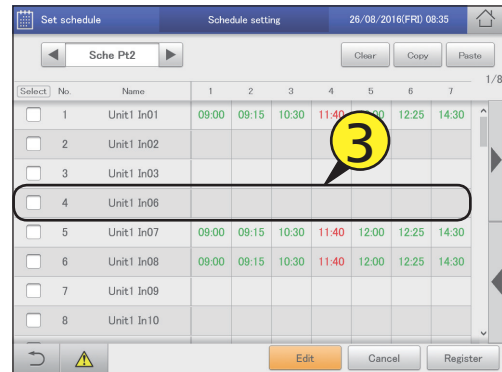 Set schedule Schedule setting 26/08/2016(FRI) 08:35
Sche Pt2 Clear Copy Paste
1/8
Select No. Name 1 2 3 4 5 6 7
1 Unit1 In01 09:00 09:15 10:30 11:40 12:25 14:30
2 Unit1 In02
3 Unit1 In03
3
4 Unit1 In06
5 Unit1 In07 09:00 09:15 10:30 11:40 12:00 12:25 14:30
6 Unit1 In08 09:00 09:15 10:30 11:40 12:00 12:25 14:30
7 Unit1 In09
8 Unit1 In10
Edit Cancel Register